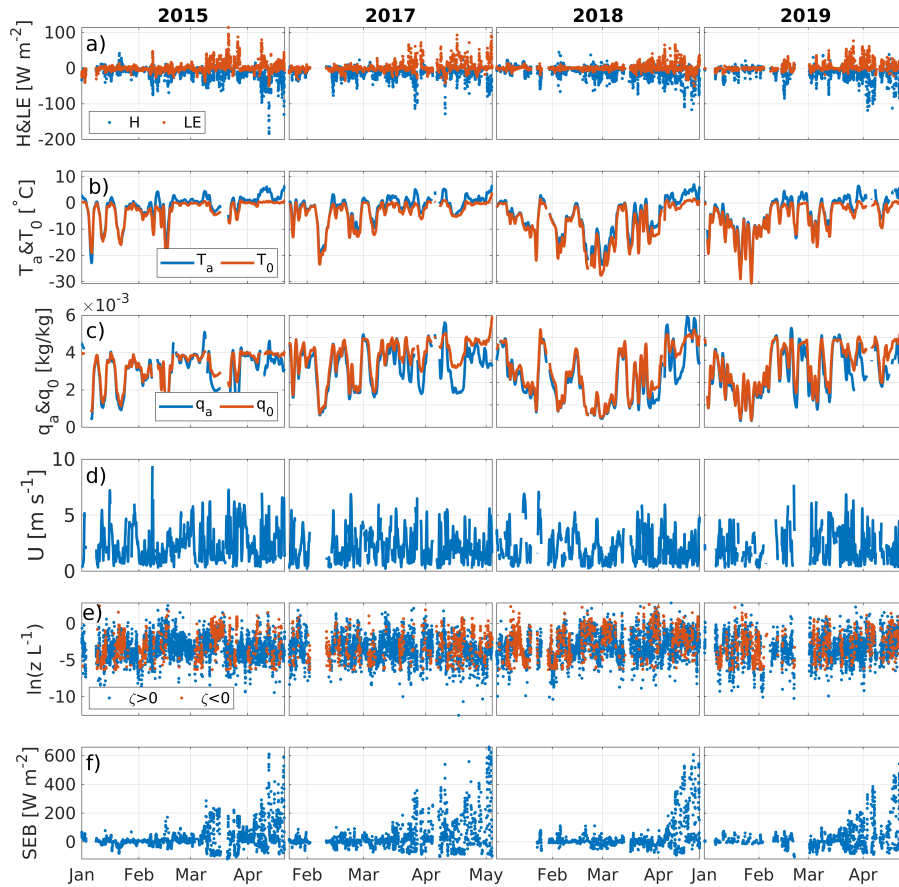 2015 2017 2018 2019
a)
H&LE [W m-2]
100
0
-100
-200
H LE
b)
Ta&T0 [°C]
10
0
-10
-20
-30
Ta T0
×10-3
c)
qa&q0 [kg/kg]
6
4
2
0
qa q0
d)
U [m s-1]
10
5
0
e)
ln(z L-1)
0
-5
-10
ζ>0 ζ<0
f)
SEB [W m-2]
600
400
200
0
Jan Feb Mar Apr Feb Mar Apr May Jan Feb Mar Apr Jan Feb Mar Apr